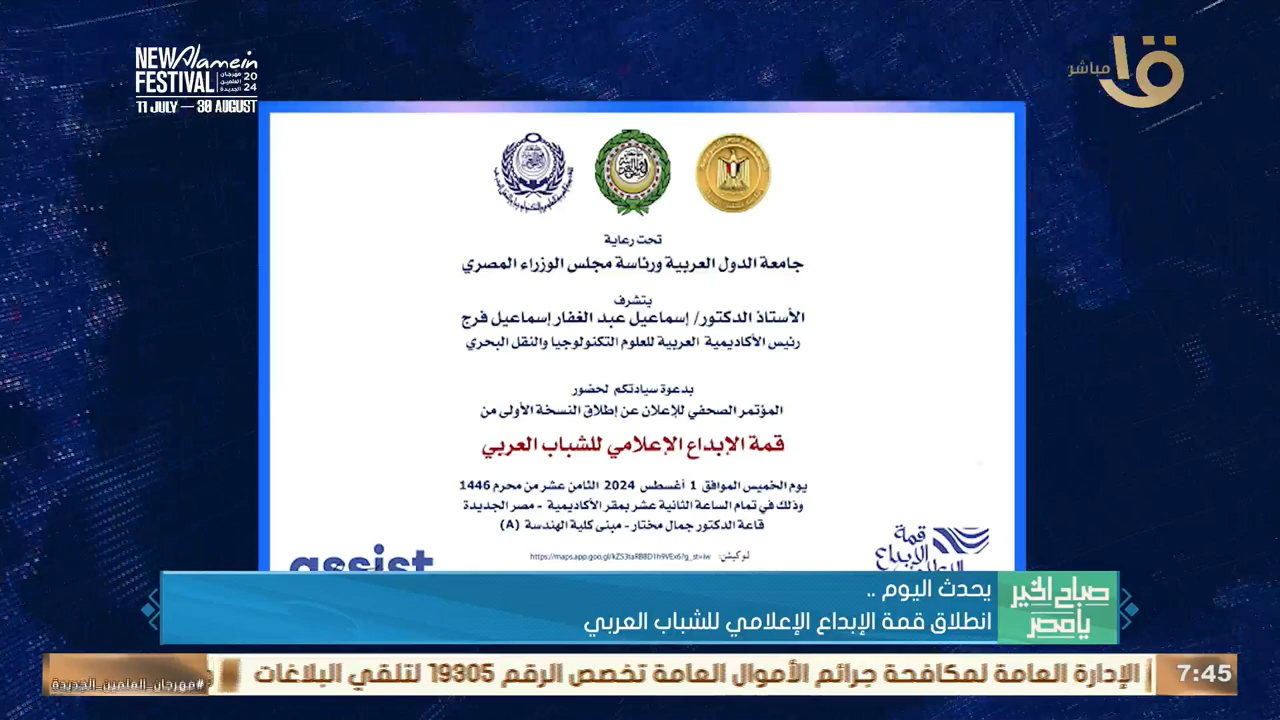 NEW Alamein
FESTIVAL
مهرجان
العلمين
الجديدة
20
24
11 JULY — 30 AUGUST
مباشر
تحت رعاية
جامعة الدول العربية ورئاسة مجلس الوزراء المصري
يتشرف
الأستاذ الدكتور/ إسماعيل عبد الغفار إسماعيل فرج
رئيس الأكاديمية العربية للعلوم التكنولوجيا والنقل البحري
بدعوة سيادتكم لحضور
المؤتمر الصحفي للإعلان عن إطلاق النسخة الأولى من
قمة الإبداع الإعلامي للشباب العربي
يوم الخميس الموافق 1 أغسطس 2024 الثامن عشر من محرم 1446
وذلك في تمام الساعة الثانية عشر بمقر الأكاديمية - مصر الجديدة
قاعة الدكتور جمال مختار - مبنى كلية الهندسة (A)
لوكيشن:
قمة
الإبداع
assist
يحدث اليوم ..
انطلاق قمة الإبداع الإعلامي للشباب العربي
صباح الخير
يا مصر
7:45
الإدارة العامة لمكافحة جرائم الأموال العامة تخصص الرقم 19305 لتلقي البلاغات
#مهرجان_العلمين_الجديدة